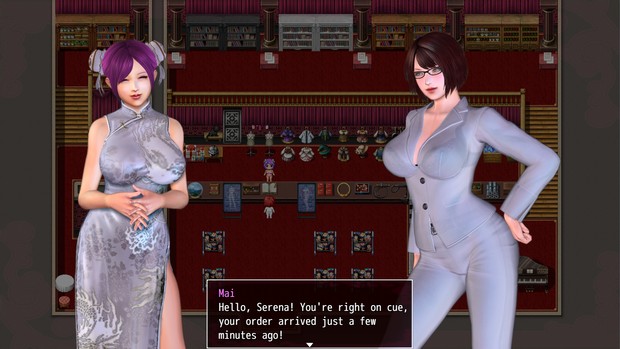 Mai
Hello, Serena! You're right on cue,
your order arrived just a few
minutes ago!